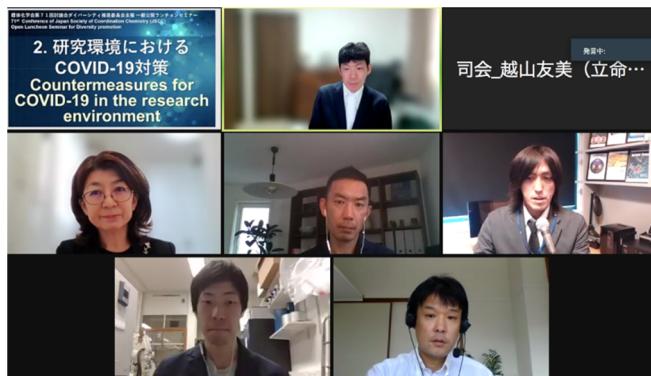 錯体化学会第71回討論会ダイバーシティ推進委員会主催 一般公開ランチョンセミナー
71st Conference of Japan Society of Coordination Chemistry (JSCC)
Open Luncheon Seminar for Diversity promotion
2. 研究環境における
COVID-19対策
Countermeasures for
COVID-19 in the research
environment
発言中:
司会_越山友美（立命…